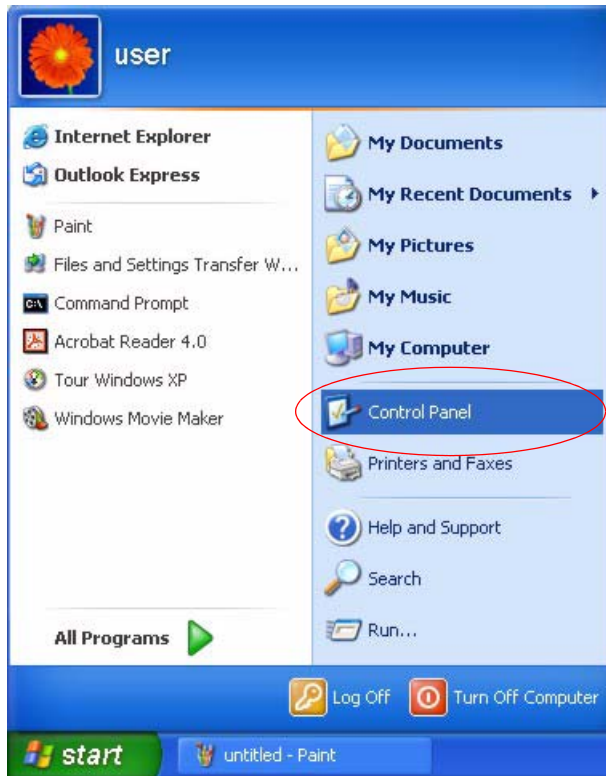 user
Internet Explorer
Outlook Express
Paint
Files and Settings Transfer W...
Command Prompt
Acrobat Reader 4.0
Tour Windows XP
Windows Movie Maker
All Programs
My Documents
My Recent Documents
My Pictures
My Music
My Computer
Control Panel
Printers and Faxes
Help and Support
Search
Run...
Log Off
Turn Off Computer
start
untitled - Paint